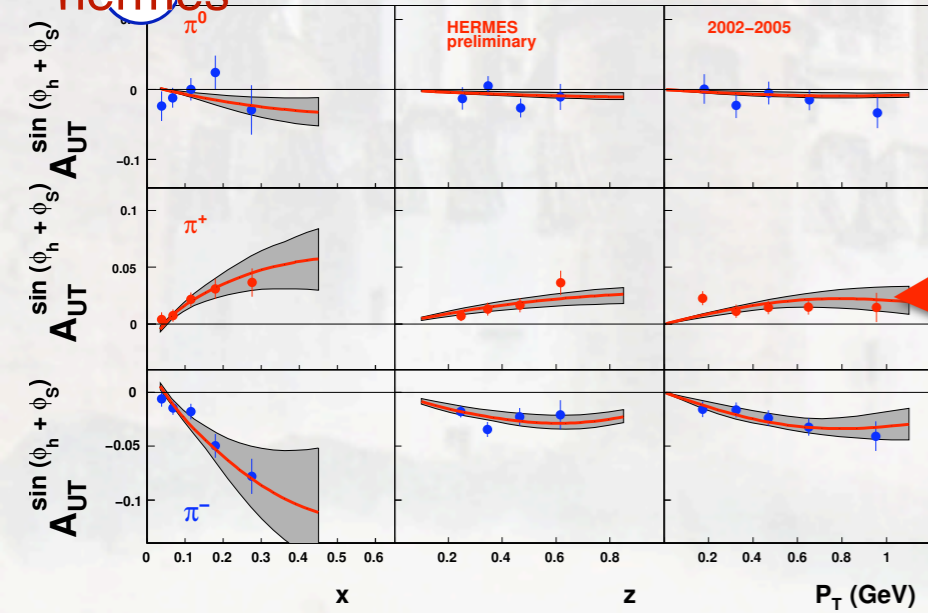 hermes
π⁰
HERMES
preliminary
2002−2005
A_UT^{sin (ϕ_h + ϕ_S)}
0
−0.1
π⁺
A_UT^{sin (ϕ_h + ϕ_S)}
0.1
0.05
0
A_UT^{sin (ϕ_h + ϕ_S)}
0
−0.05
−0.1
π⁻
0 0.1 0.2 0.3 0.4 0.5 0.6 0.2 0.4 0.6 0.8 0.2 0.4 0.6 0.8 1
x z P_T (GeV)